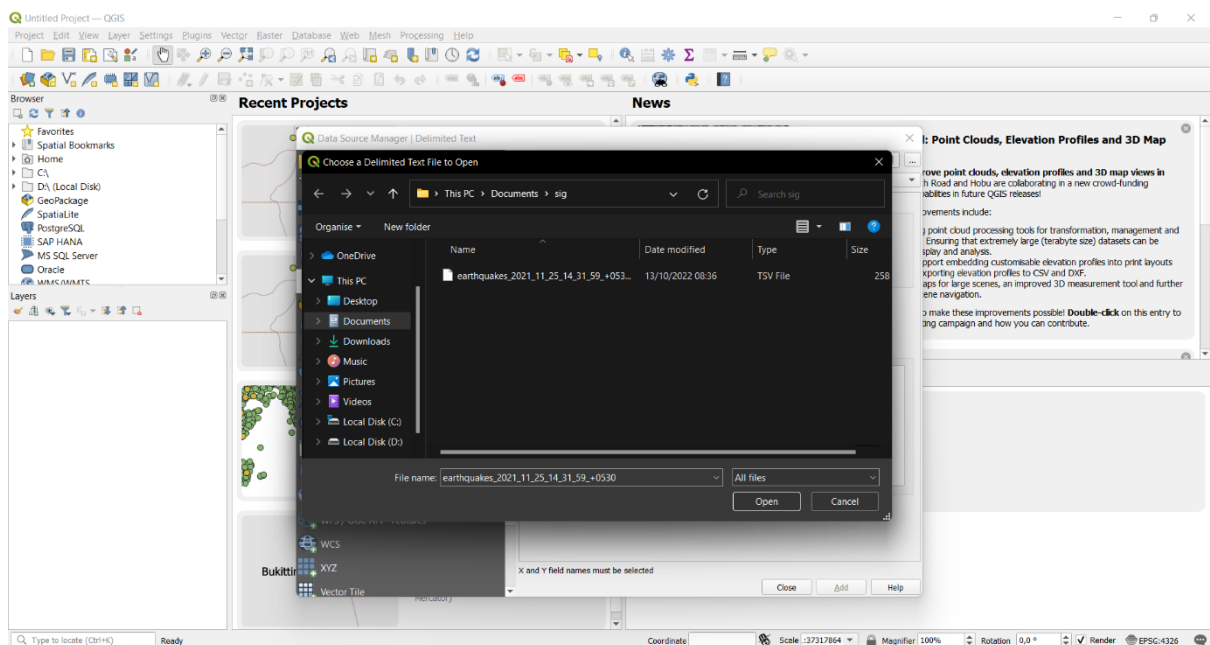 Untitled Project — QGIS
Project Edit View Layer Settings Plugins Vector Raster Database Web Mesh Processing Help
Browser
Favorites
Spatial Bookmarks
Home
C:\
D:\ (Local Disk)
GeoPackage
SpatiaLite
PostgreSQL
SAP HANA
MS SQL Server
Oracle
WMS/WMTS
Layers
Recent Projects
News
Data Source Manager | Delimited Text
Choose a Delimited Text File to Open
This PC > Documents > sig
Search sig
Organise
New folder
Name Date modified Type Size
earthquakes_2021_11_25_14_31_59_+053... 13/10/2022 08:36 TSV File 258
OneDrive
This PC
Desktop
Documents
Downloads
Music
Pictures
Videos
Local Disk (C:)
Local Disk (D:)
File name: earthquakes_2021_11_25_14_31_59_+0530
All files
Open Cancel
WCS
XYZ
Vector Tile
X and Y field names must be selected
Close Add Help
Bukittin
Mercator)
: Point Clouds, Elevation Profiles and 3D Map
rove point clouds, elevation profiles and 3D map views in
h Road and Hobu are collaborating in a new crowd-funding
abilites in future QGIS releases!
ovements include:
point cloud processing tools for transformation, management and
Ensuring that extremely large (terabyte size) datasets can be
splay and analysis.
pport embedding customisable elevation profiles into print layouts
xporting elevation profiles to CSV and DXF.
aps for large scenes, an improved 3D measurement tool and further
ene navigation.
o make these improvements possible! Double-click on this entry to
ding campaign and how you can contribute.
Type to locate (Ctrl+K) Ready Coordinate Scale .:37317864 Magnifier 100% Rotation 0,0 ° Render EPSG:4326